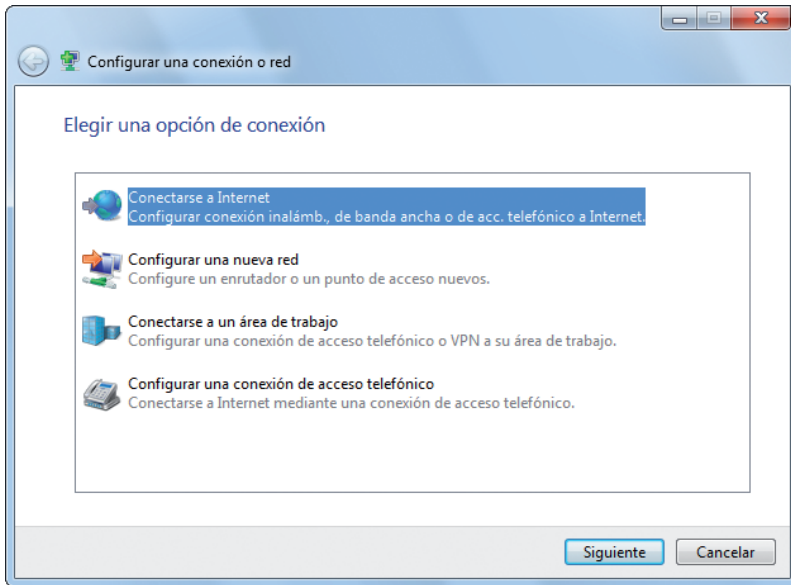 Configurar una conexión o red
Elegir una opción de conexión
Conectarse a Internet
Configurar conexión inalámb., de banda ancha o de acc. telefónico a Internet.
Configurar una nueva red
Configure un enrutador o un punto de acceso nuevos.
Conectarse a un área de trabajo
Configurar una conexión de acceso telefónico o VPN a su área de trabajo.
Configurar una conexión de acceso telefónico
Conectarse a Internet mediante una conexión de acceso telefónico.
Siguiente Cancelar